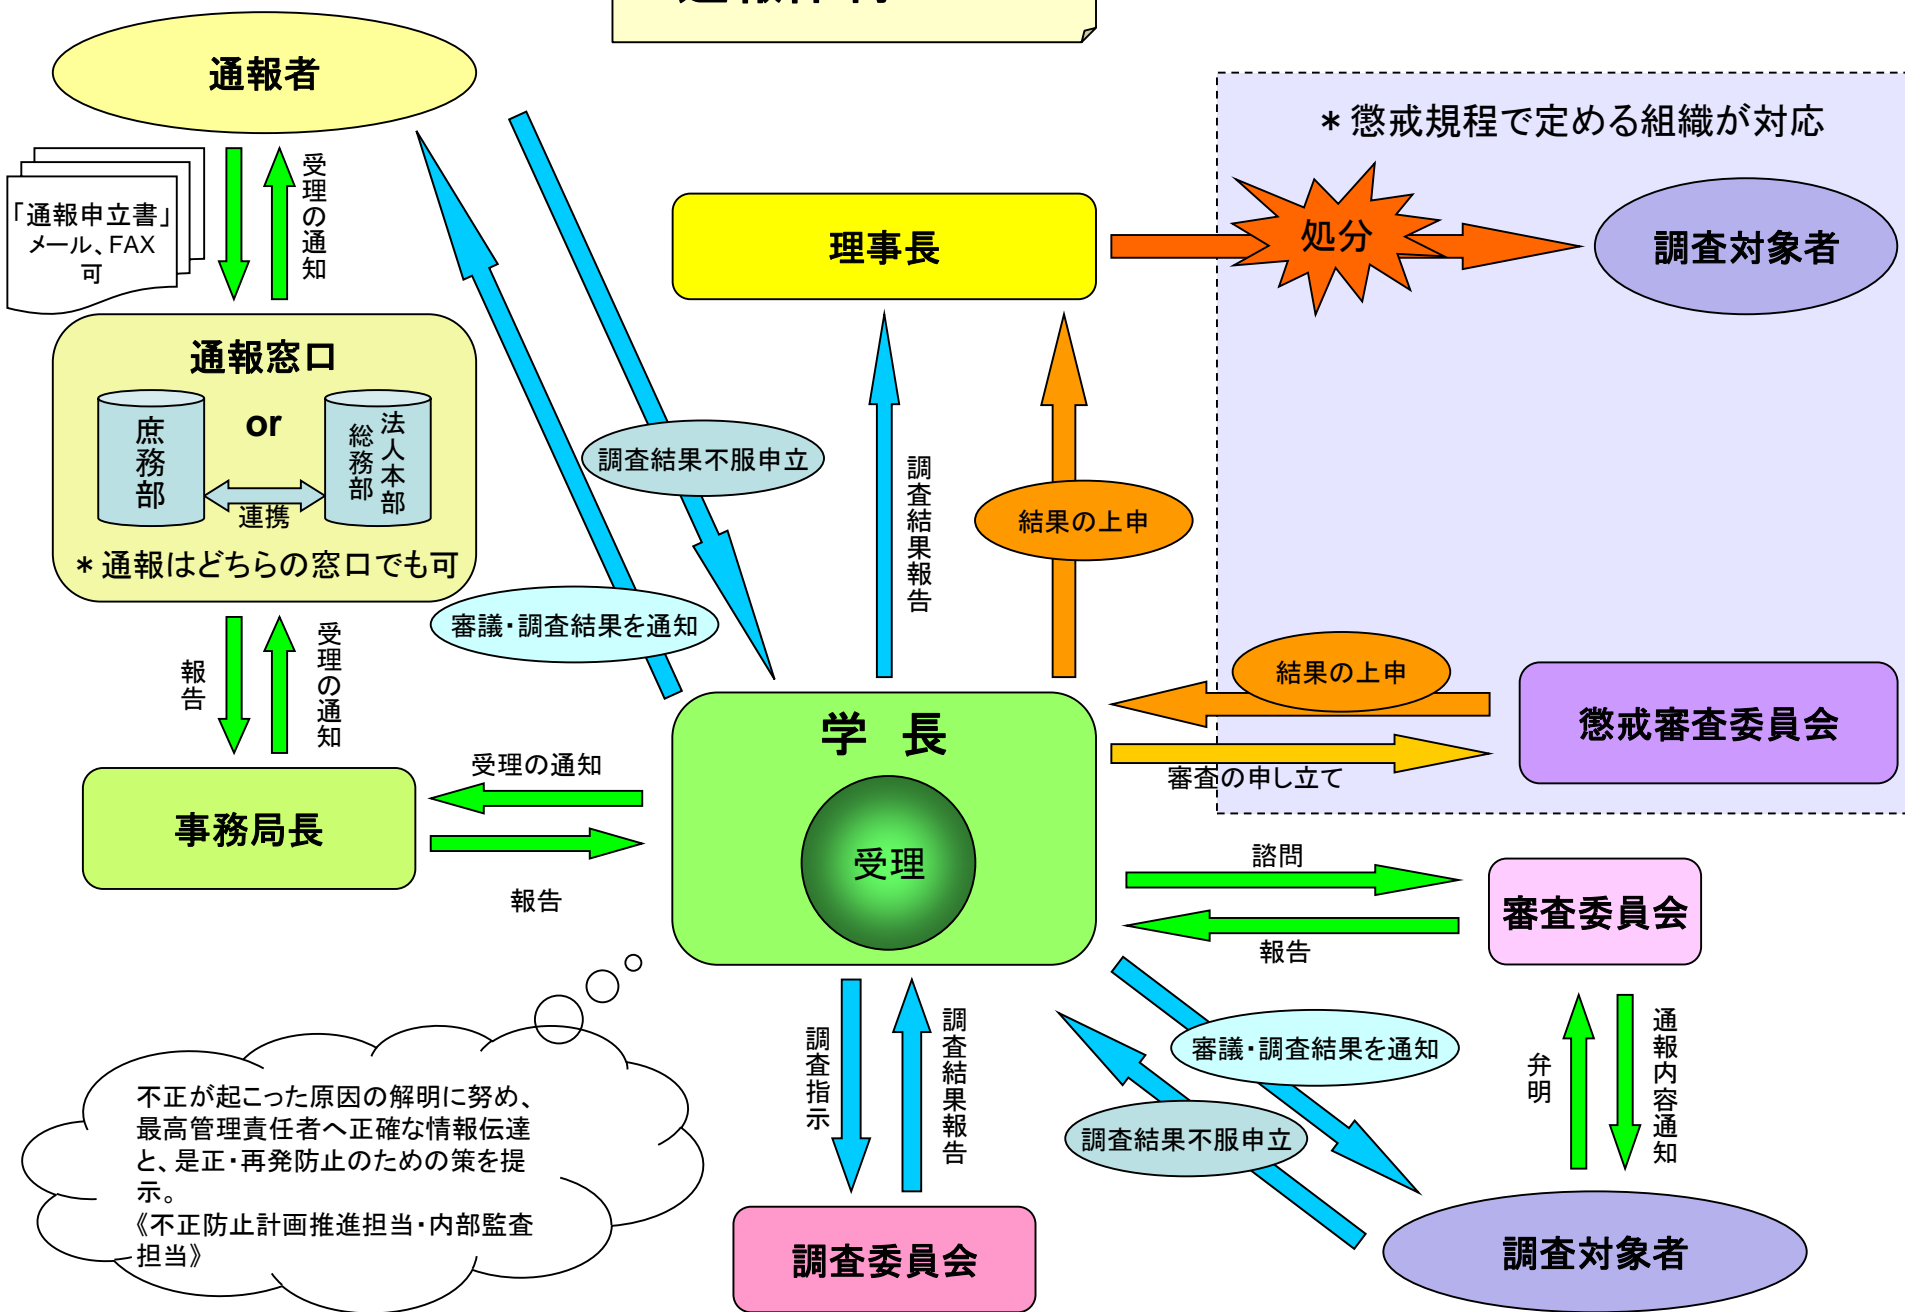 通報者
「通報申立書」
メール、FAX
可
受理の通知
通報窓口
庶務部
or
法人本部
総務部
連携
＊通報はどちらの窓口でも可
報告
受理の通知
事務局長
受理の通知
報告
調査結果不服申立
審議・調査結果を通知
理事長
調査結果報告
結果の上申
＊懲戒規程で定める組織が対応
処分
調査対象者
結果の上申
審査の申し立て
懲戒審査委員会
学 長
受理
諮問
報告
審査委員会
弁明
通報内容通知
審議・調査結果を通知
調査結果不服申立
調査対象者
調査指示
調査結果報告
調査委員会
不正が起こった原因の解明に努め、
最高管理責任者へ正確な情報伝達
と、是正・再発防止のための策を提
示。
《不正防止計画推進担当・内部監査
担当》